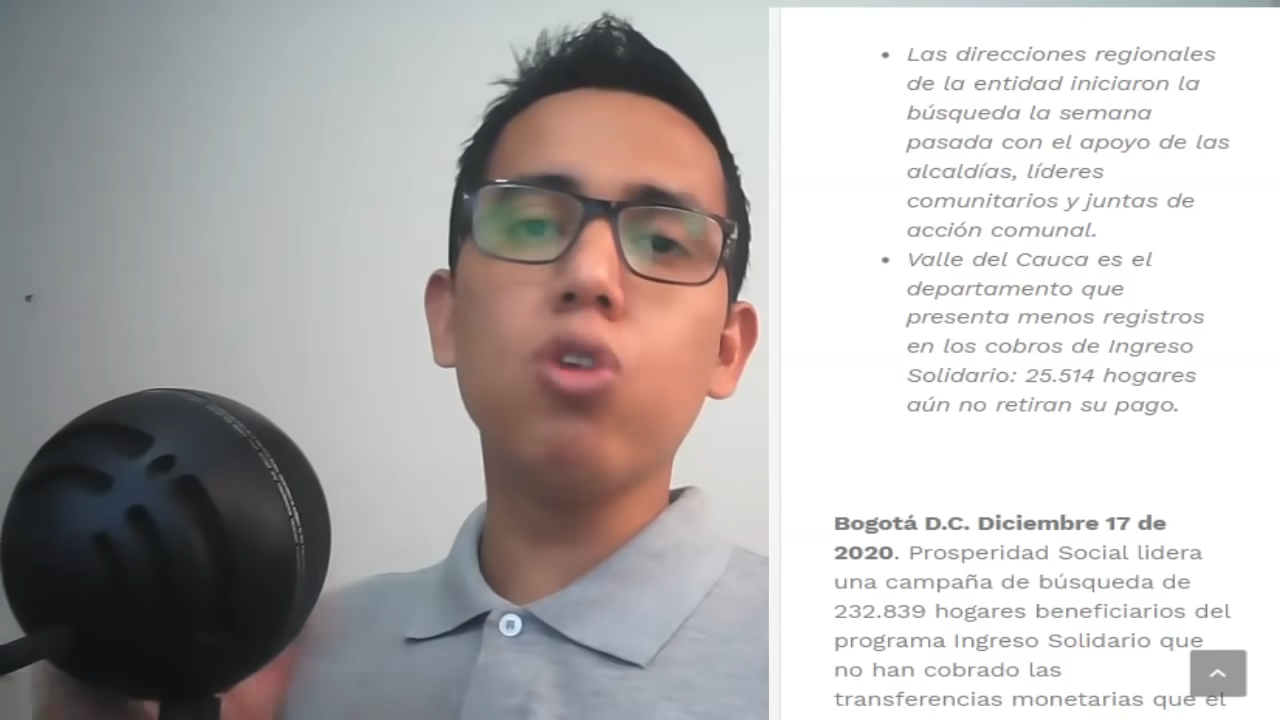 Las direcciones regionales
de la entidad iniciaron la
búsqueda la semana
pasada con el apoyo de las
alcaldías, líderes
comunitarios y juntas de
acción comunal.
Valle del Cauca es el
departamento que
presenta menos registros
en los cobros de Ingreso
Solidario: 25.514 hogares
aún no retiran su pago.
Bogotá D.C. Diciembre 17 de
2020. Prosperidad Social lidera
una campaña de búsqueda de
232.839 hogares beneficiarios del
programa Ingreso Solidario que
no han cobrado las
transferencias monetarias que el